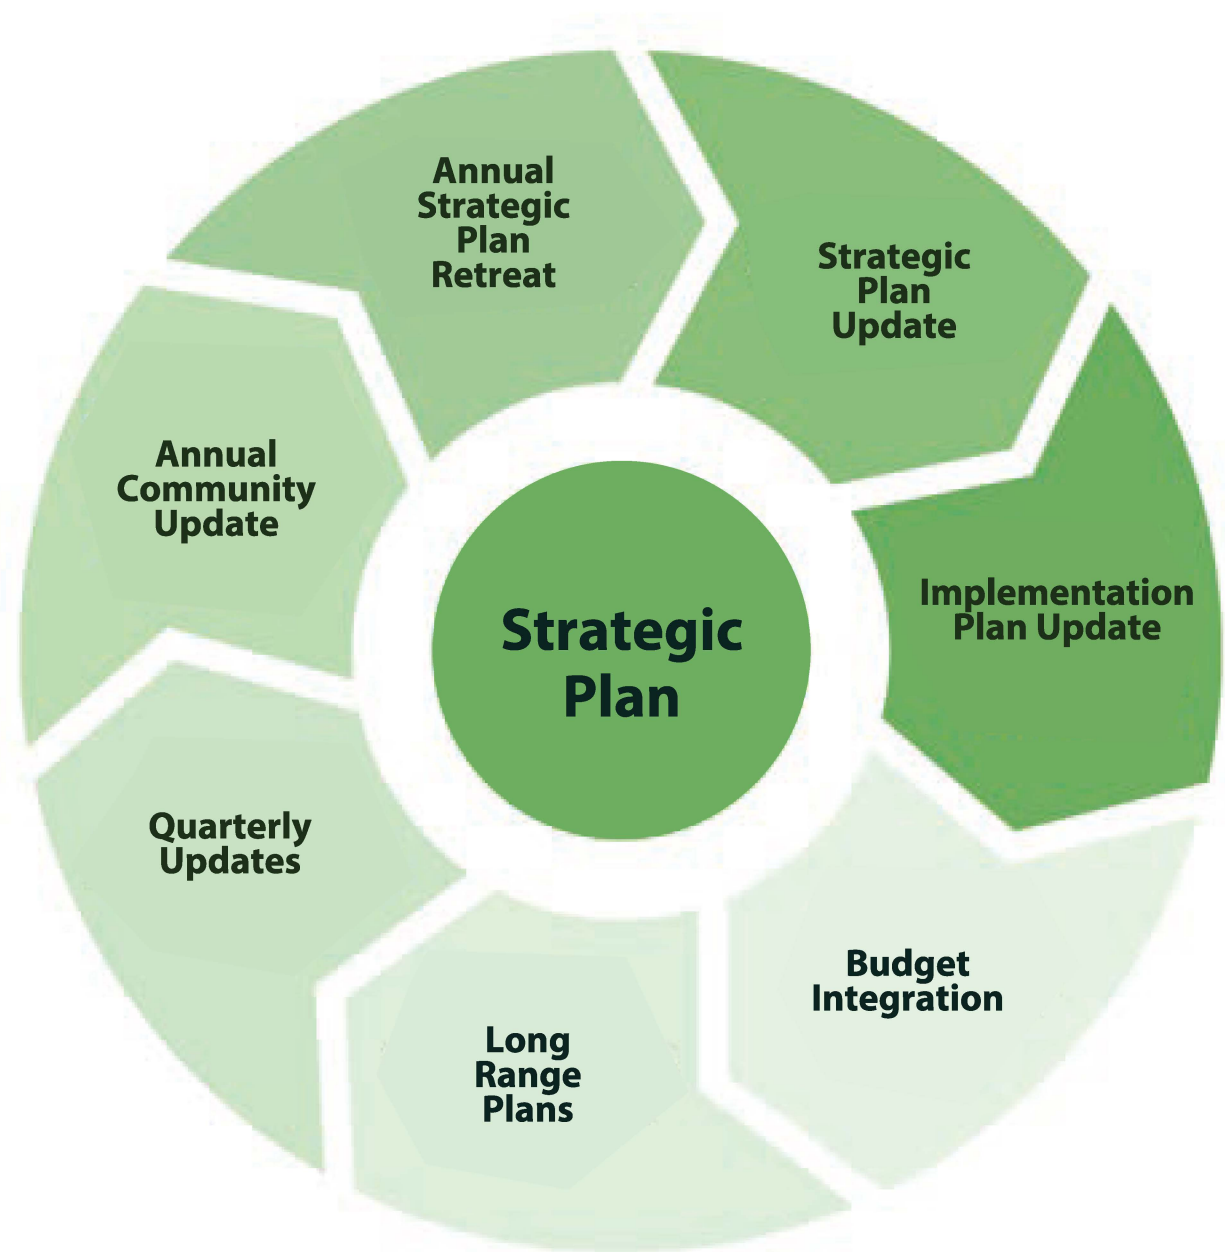 Annual
Strategic
Plan
Retreat
Strategic
Plan
Update
Implementation
Plan Update
Budget
Integration
Long
Range
Plans
Quarterly
Updates
Annual
Community
Update
Strategic
Plan